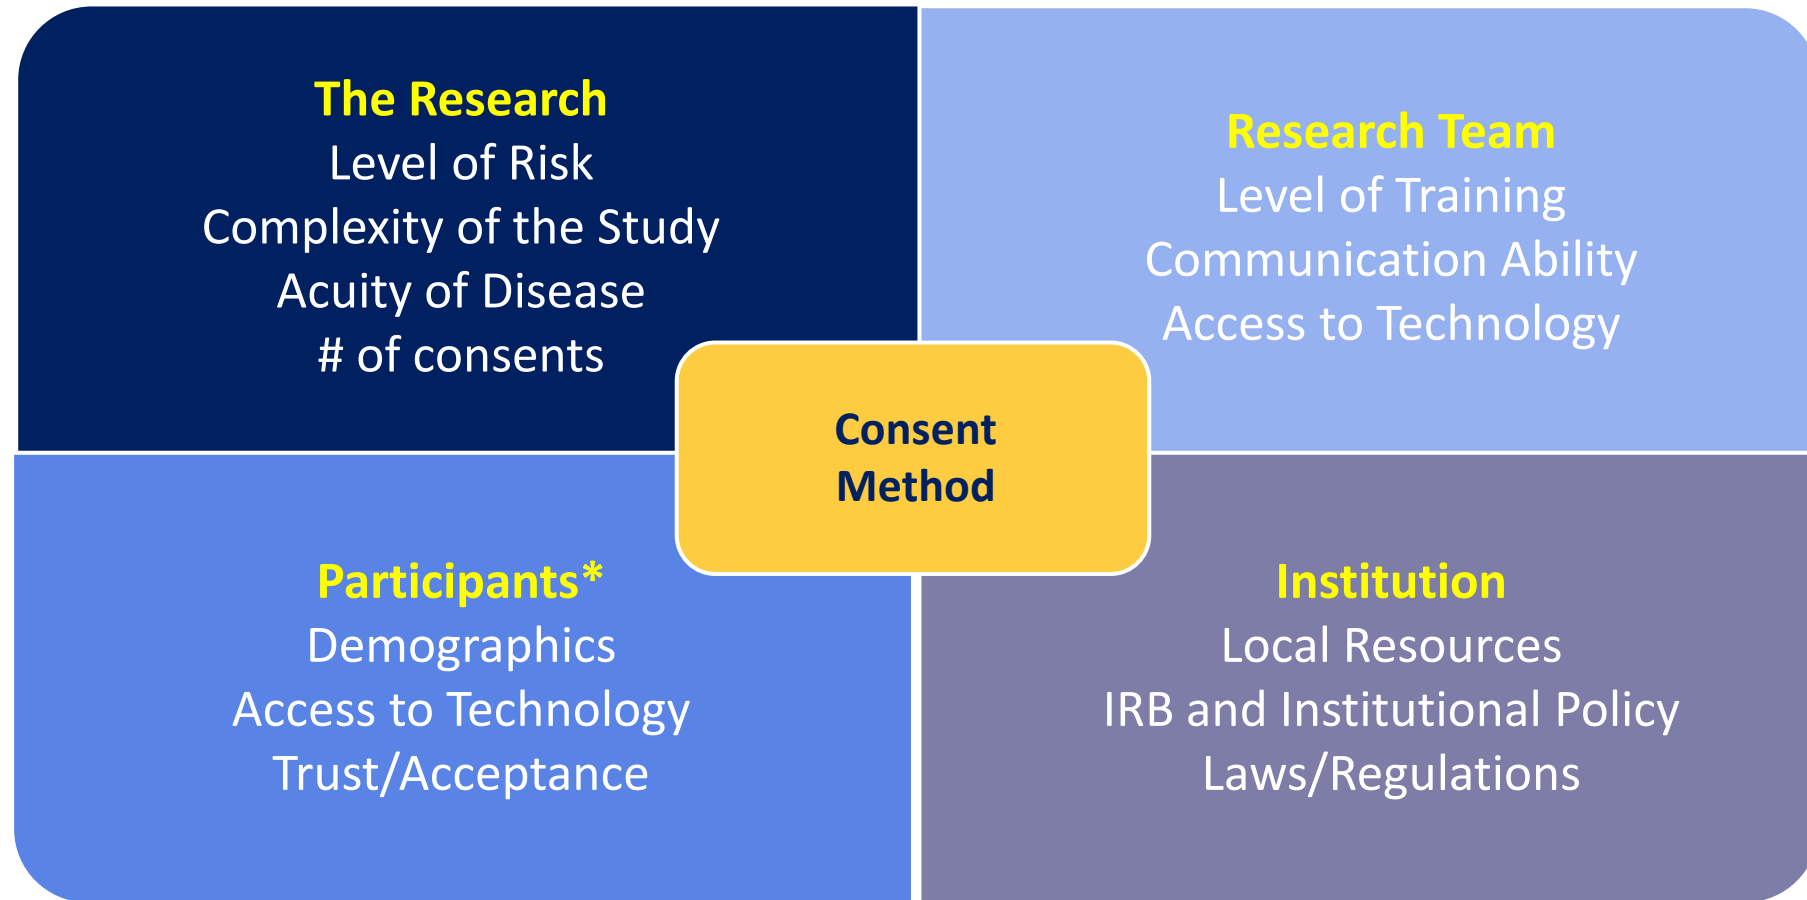 The Research
Level of Risk
Complexity of the Study
Acuity of Disease
# of consents
Research Team
Level of Training
Communication Ability
Access to Technology
Consent
Method
Participants*
Demographics
Access to Technology
Trust/Acceptance
Institution
Local Resources
IRB and Institutional Policy
Laws/Regulations